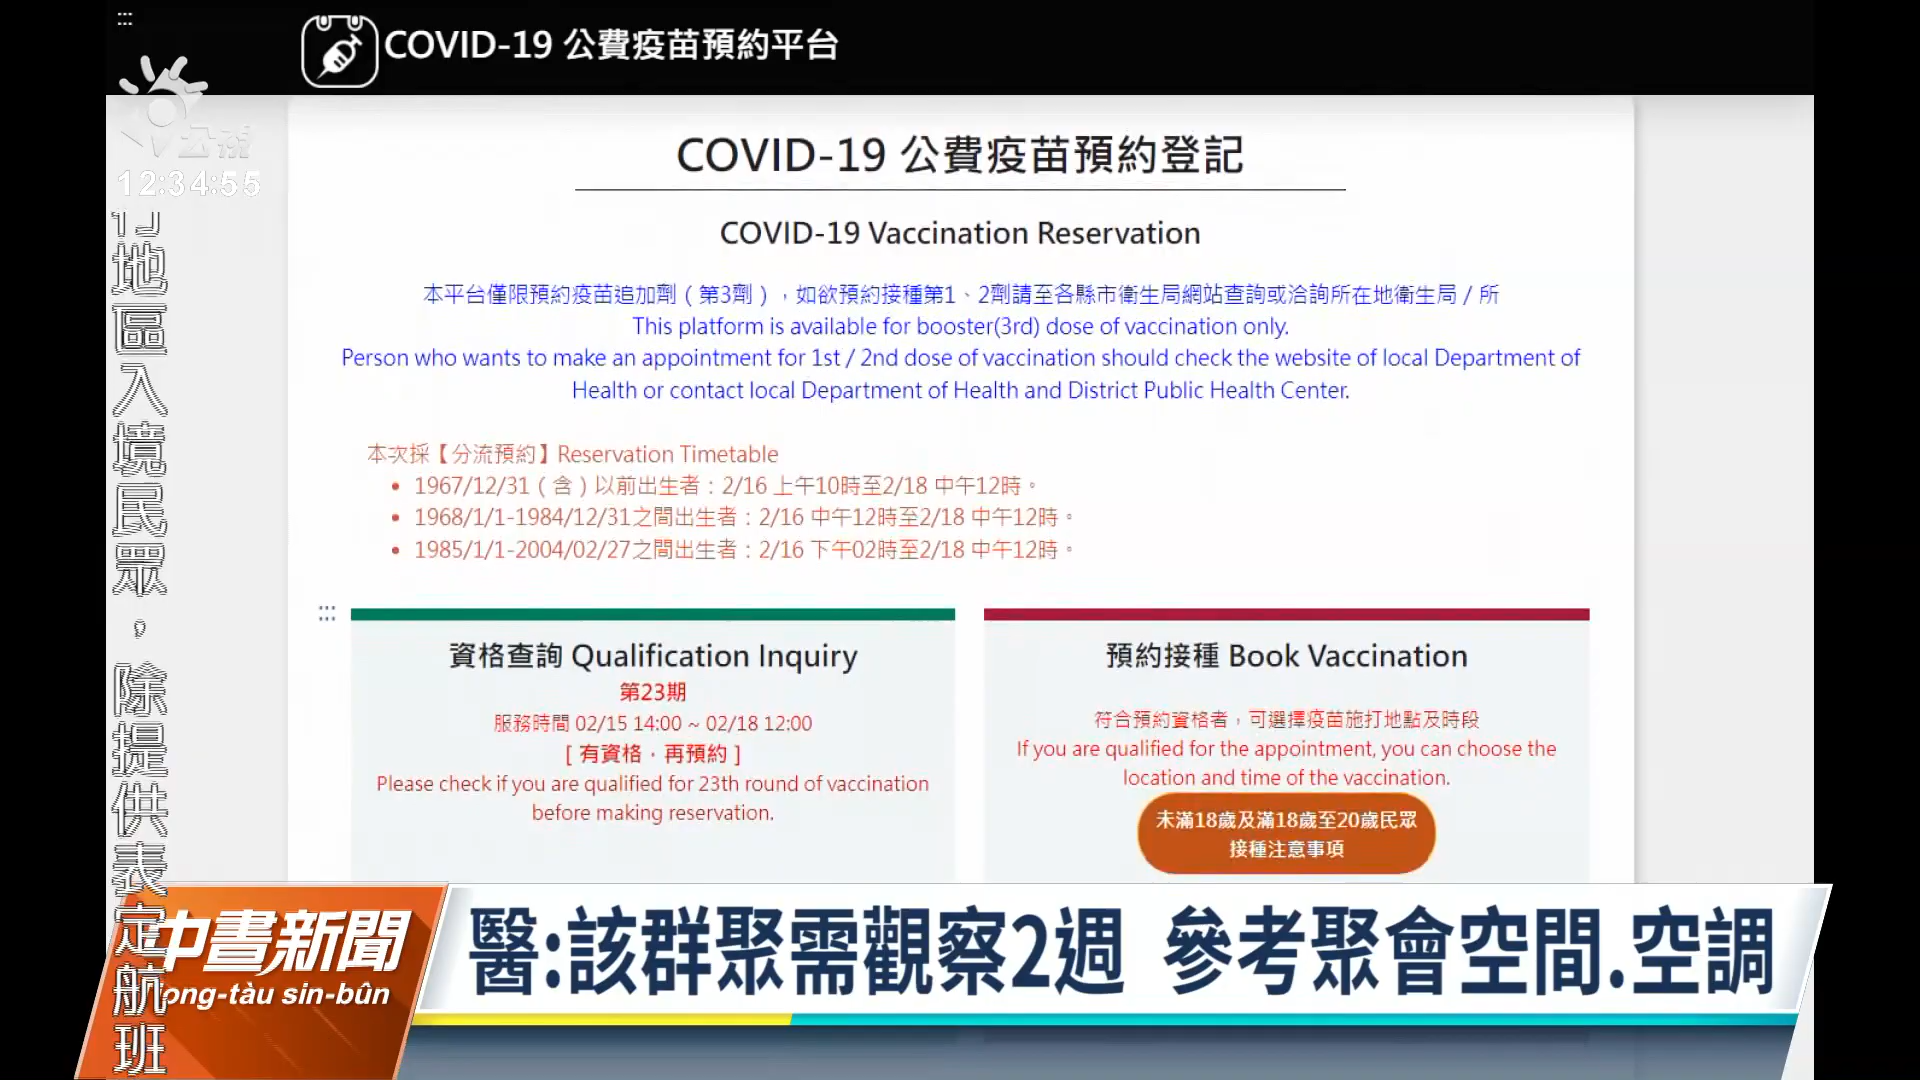 COVID-19 公費疫苗預約平台
公視
12:34:55
COVID-19 公費疫苗預約登記
COVID-19 Vaccination Reservation
本平台僅限預約疫苗追加劑（第3劑），如欲預約接種第1、2劑請至各縣市衛生局網站查詢或洽詢所在地衛生局 / 所
This platform is available for booster(3rd) dose of vaccination only.
Person who wants to make an appointment for 1st / 2nd dose of vaccination should check the website of local Department of
Health or contact local Department of Health and District Public Health Center.
本次採【分流預約】Reservation Timetable
• 1967/12/31（含）以前出生者：2/16 上午10時至2/18 中午12時。
• 1968/1/1-1984/12/31之間出生者：2/16 中午12時至2/18 中午12時。
• 1985/1/1-2004/02/27之間出生者：2/16 下午02時至2/18 中午12時。
資格查詢 Qualification Inquiry
第23期
服務時間 02/15 14:00 ~ 02/18 12:00
[ 有資格，再預約 ]
Please check if you are qualified for 23th round of vaccination
before making reservation.
預約接種 Book Vaccination
符合預約資格者，可選擇疫苗施打地點及時段
If you are qualified for the appointment, you can choose the
location and time of the vaccination.
未滿18歲及滿18歲至20歲民眾
接種注意事項
地區入境民眾，除提供表定航班
中晝新聞
iong-tàu sin-bûn
醫:該群聚需觀察2週 參考聚會空間.空調